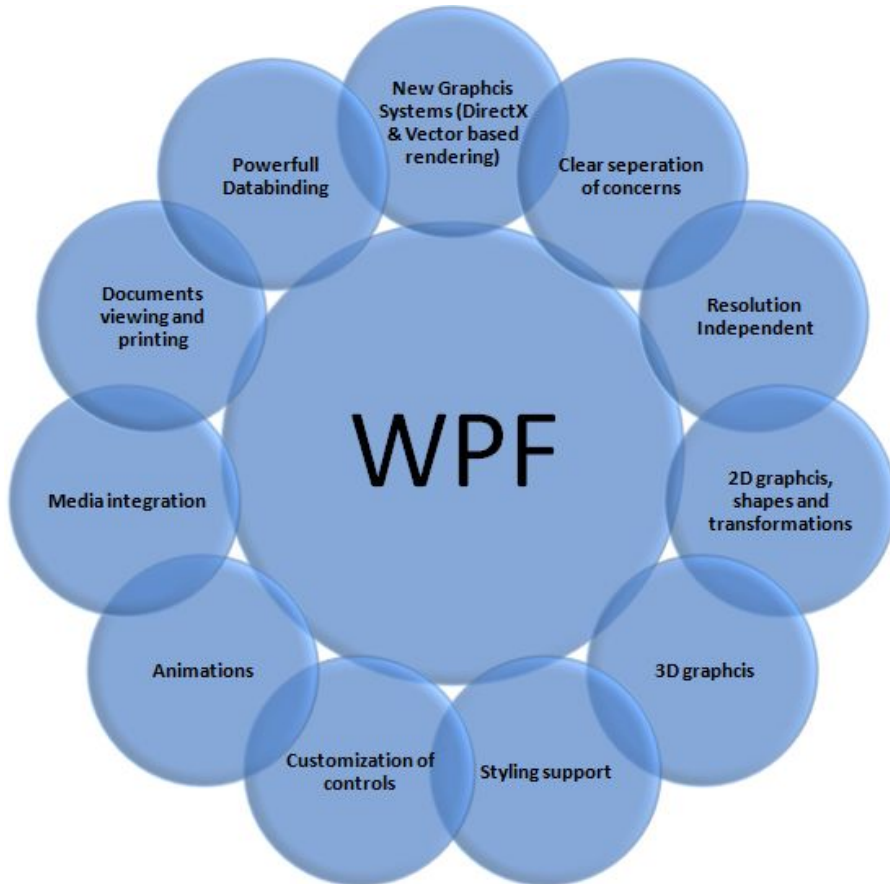 New Graphcis
Systems (DirectX
& Vector based
rendering)
Clear seperation
of concerns
Resolution
Independent
2D graphcis,
shapes and
transformations
3D graphcis
Styling support
Customization of
controls
Animations
Media integration
Documents
viewing and
printing
Powerfull
Databinding
WPF